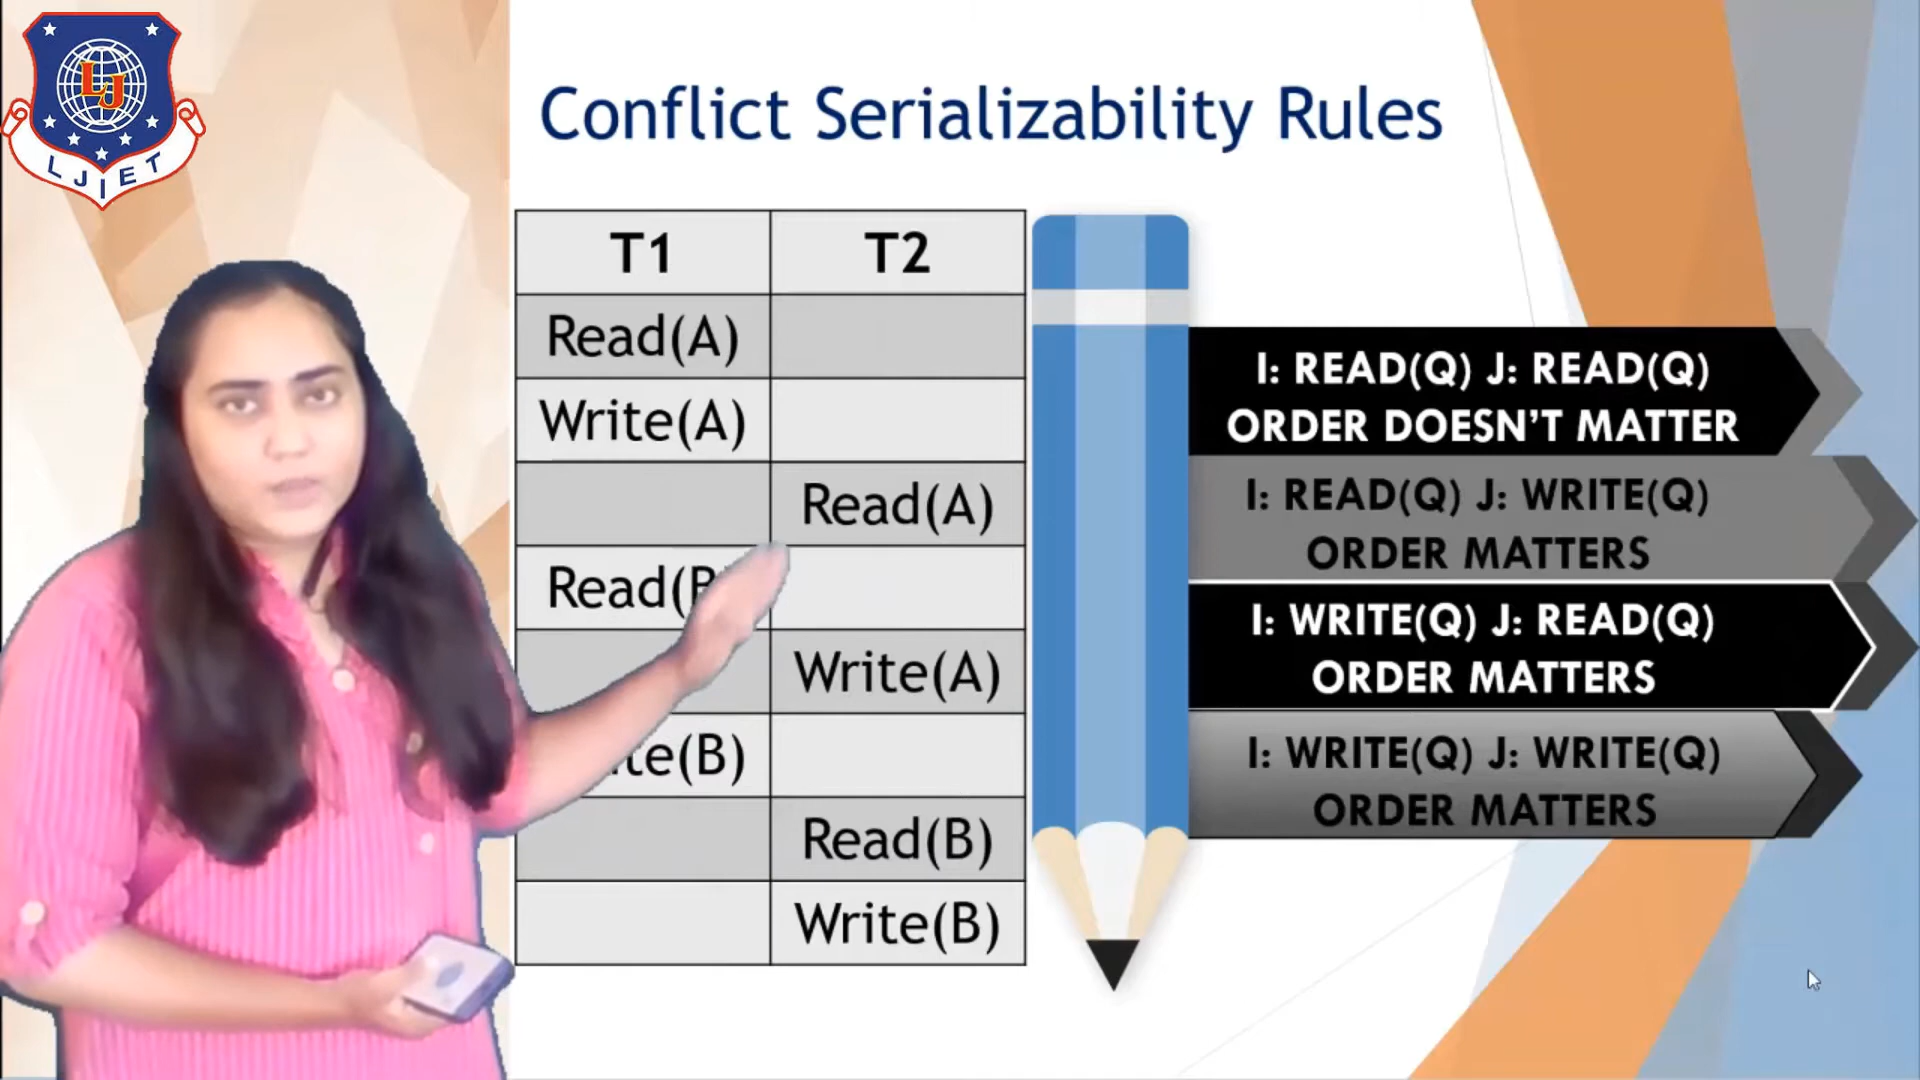 LJ
LJIET
Conflict Serializability Rules
T1 T2
Read(A)
Write(A)
Read(A)
Write(A)
Read(B)
Write(B)
I: READ(Q) J: READ(Q)
ORDER DOESN'T MATTER
I: READ(Q) J: WRITE(Q)
ORDER MATTERS
I: WRITE(Q) J: READ(Q)
ORDER MATTERS
I: WRITE(Q) J: WRITE(Q)
ORDER MATTERS